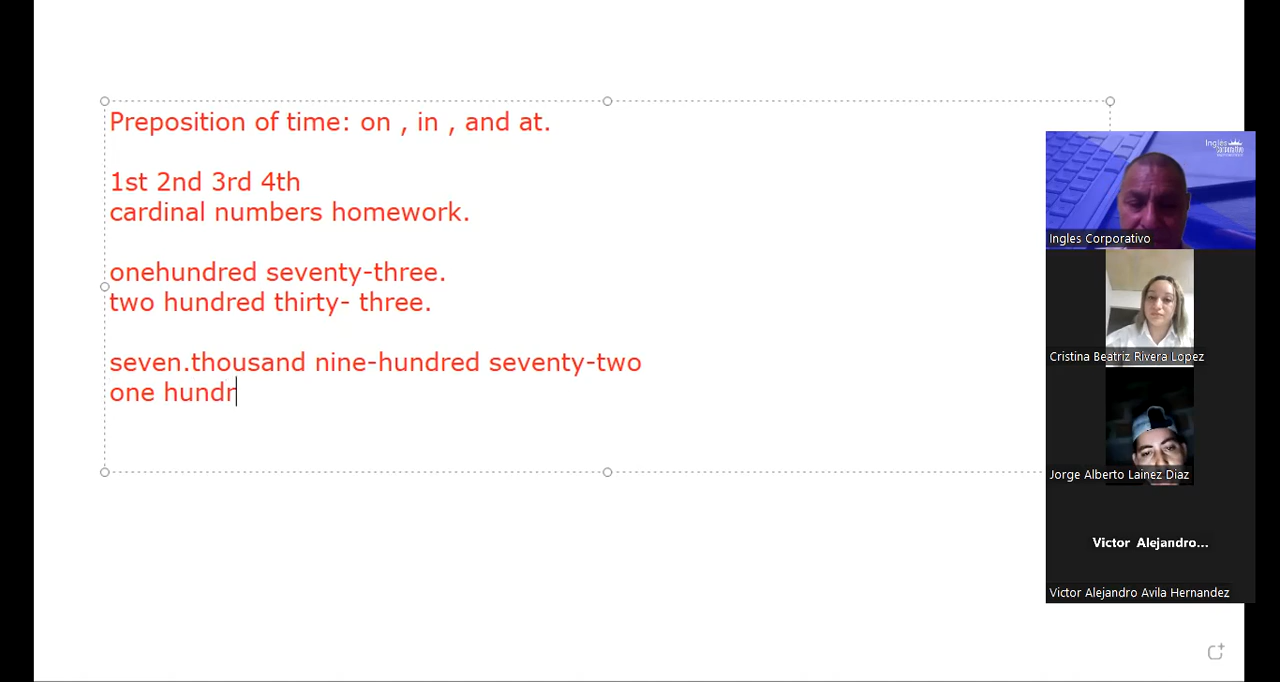 Preposition of time: on , in , and at.
1st 2nd 3rd 4th
cardinal numbers homework.
onehundred seventy-three.
two hundred thirty- three.
seven.thousand nine-hundred seventy-two
one hundr
Ingles
Corporativo
Ingles Corporativo
Cristina Beatriz Rivera Lopez
Jorge Alberto Lainez Diaz
Victor Alejandro...
Victor Alejandro Avila Hernandez